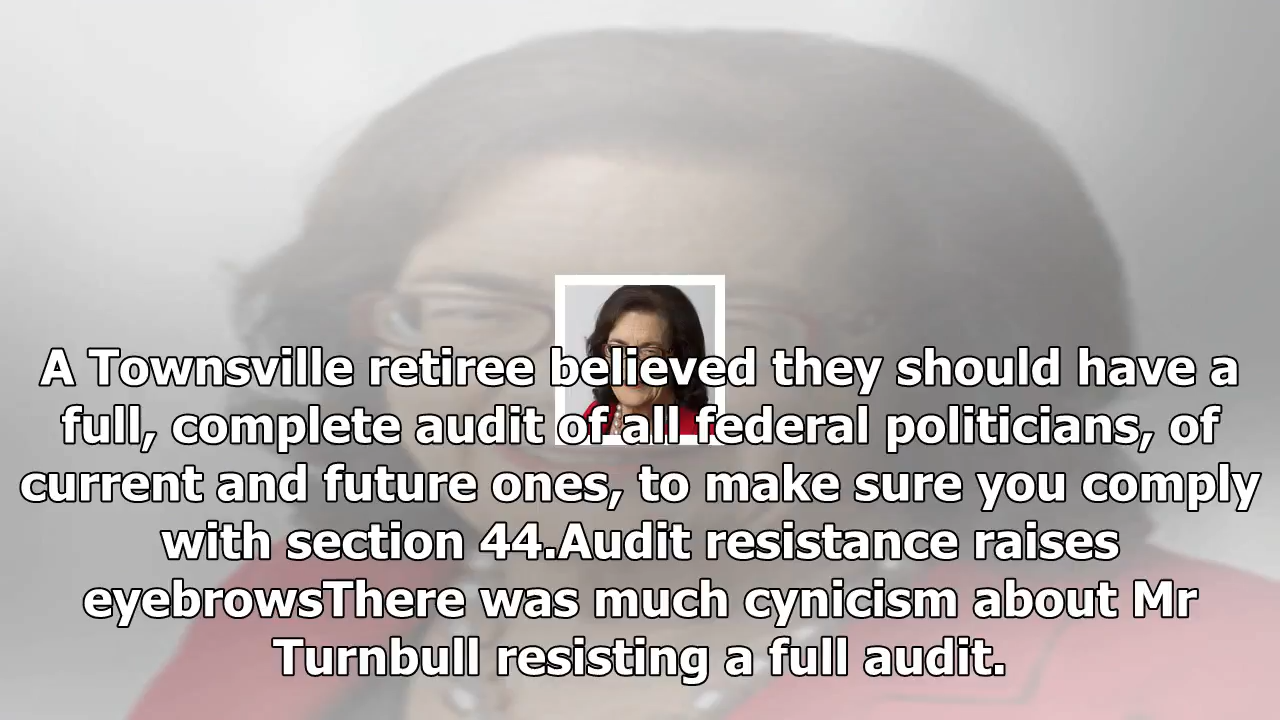 A Townsville retiree believed they should have a
full, complete audit of all federal politicians, of
current and future ones, to make sure you comply
with section 44.Audit resistance raises
eyebrowsThere was much cynicism about Mr
Turnbull resisting a full audit.